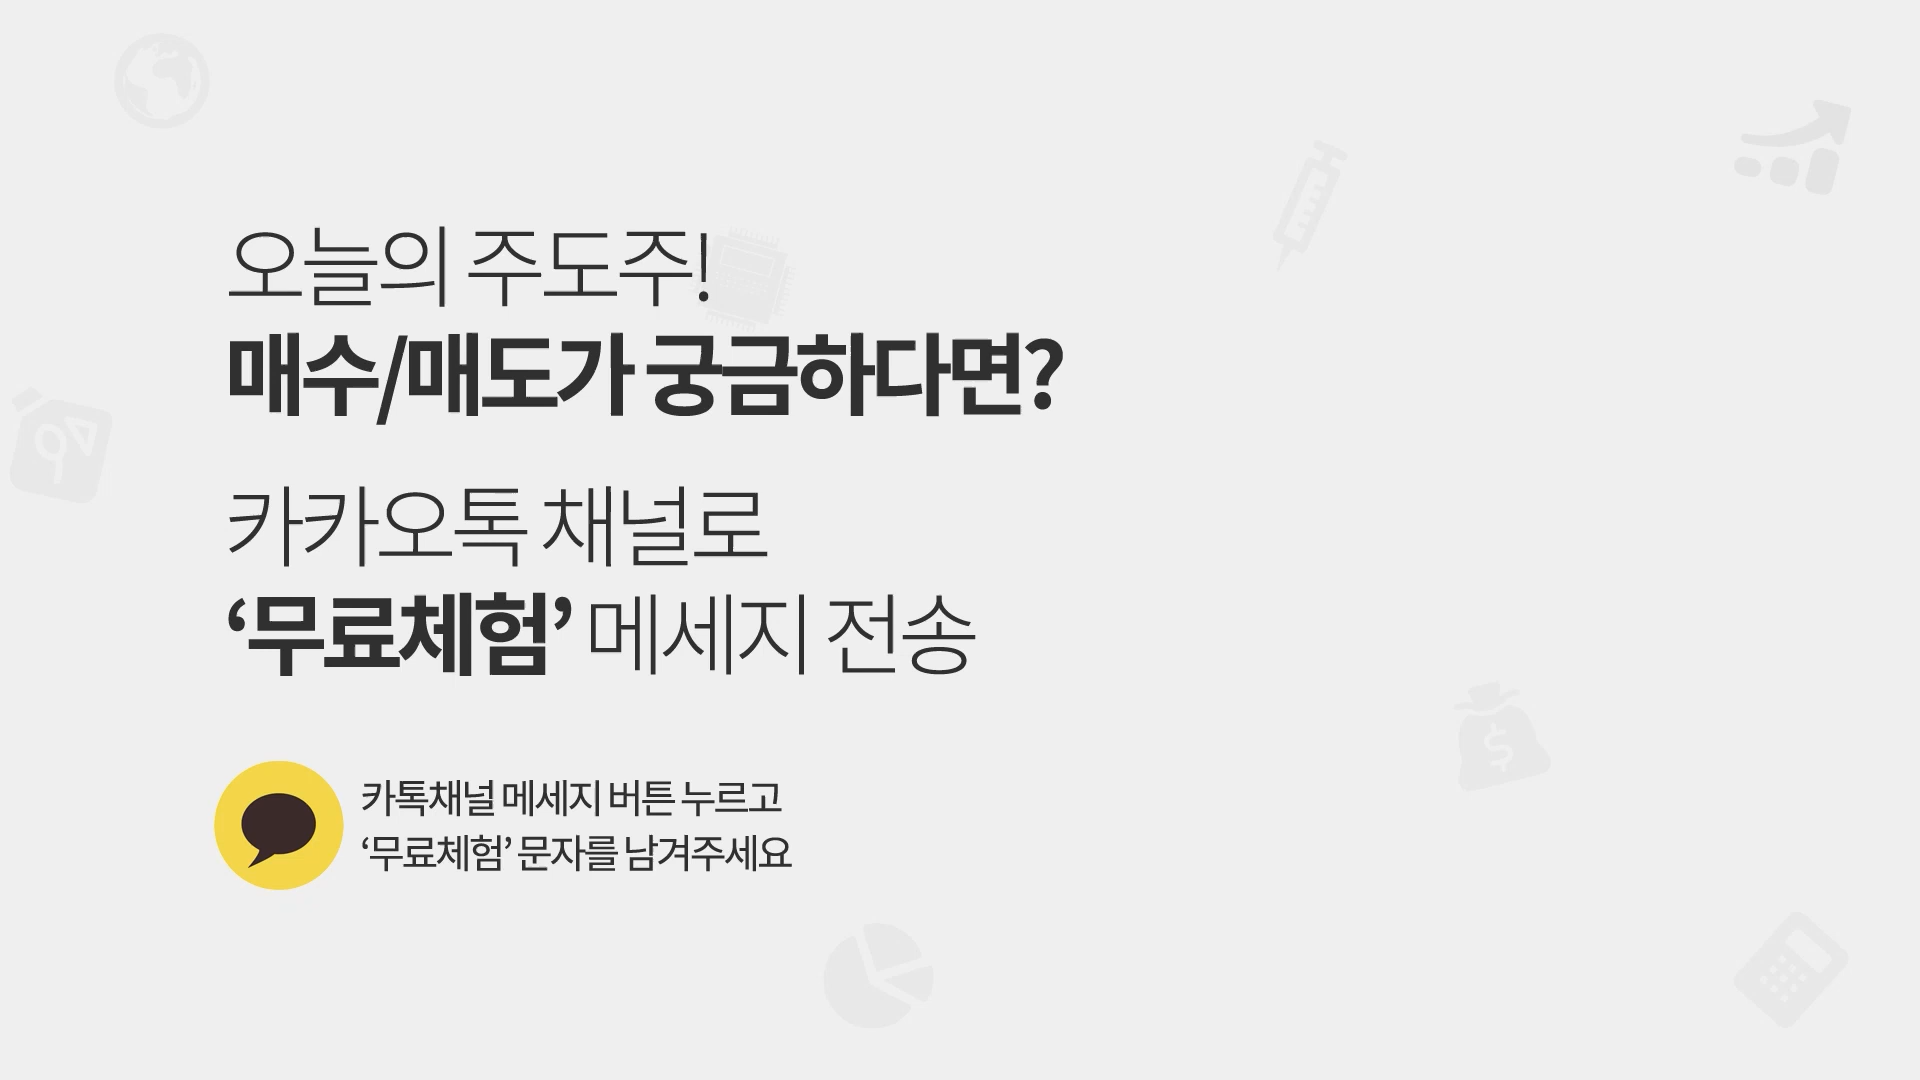 오늘의 주도주!
매수/매도가 궁금하다면?
카카오톡 채널로
‘무료체험’ 메세지 전송
카톡채널 메세지 버튼 누르고
‘무료체험’ 문자를 남겨주세요
$